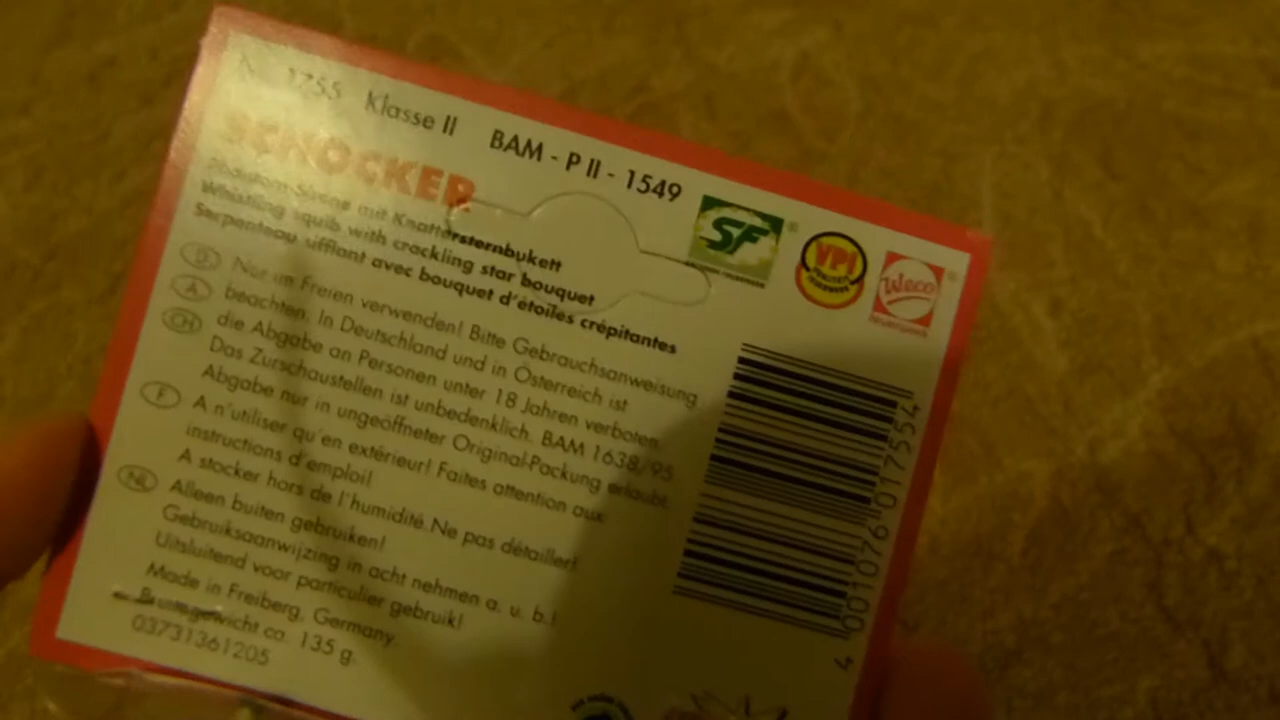 1755 Klasse II BAM - P II - 1549
SCHOCKER
mit Knattersternbukett
Whistling squib with crackling star bouquet
Serpenteau sifflant avec bouquet d'étoiles crépitantes
SF
VPI
Weco
D A CH
Nur im Freien verwenden! Bitte Gebrauchsanweisung
beachten. In Deutschland und in Österreich ist
die Abgabe an Personen unter 18 Jahren verboten.
Das Zurschaustellen ist unbedenklich. BAM 1638/95
Abgabe nur in ungeöffneter Original-Packung erlaubt.
F A n'utiliser qu'en extérieur! Faites attention aux
instructions d'emploi!
A stocker hors de l'humidité. Ne pas détailler!
NL Alleen buiten gebruiken!
Gebruiksaanwijzing in acht nehmen a. u. b.!
Uitsluitend voor particulier gebruik!
Made in Freiberg, Germany
Bruttogewicht ca. 135 g
03731361205
4 001076 017554